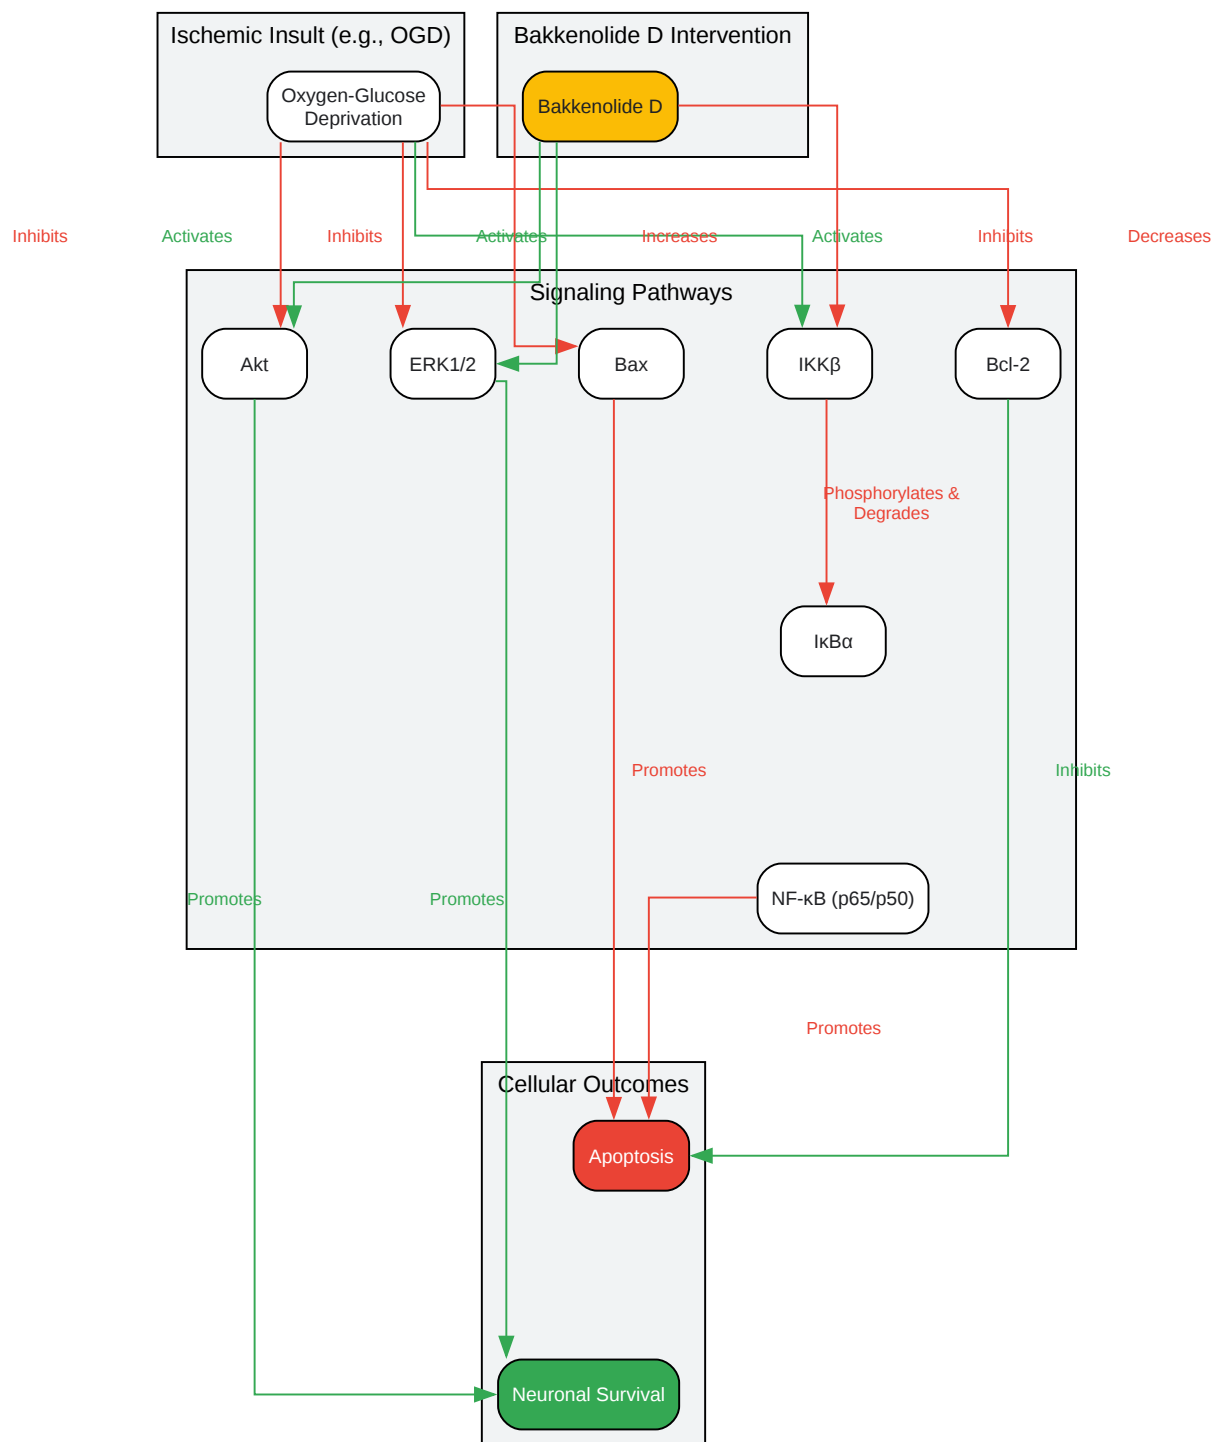 Ischemic Insult (e.g., OGD)
Bakkenolide D Intervention
Oxygen-Glucose
Deprivation
Bakkenolide D
Inhibits
Activates
Inhibits
Activates
Increases
Activates
Inhibits
Decreases
Signaling Pathways
Akt
ERK1/2
Bax
IKKβ
Bcl-2
Phosphorylates &
Degrades
IκBα
Promotes
Inhibits
Promotes
Promotes
NF-κB (p65/p50)
Promotes
Cellular Outcomes
Apoptosis
Neuronal Survival